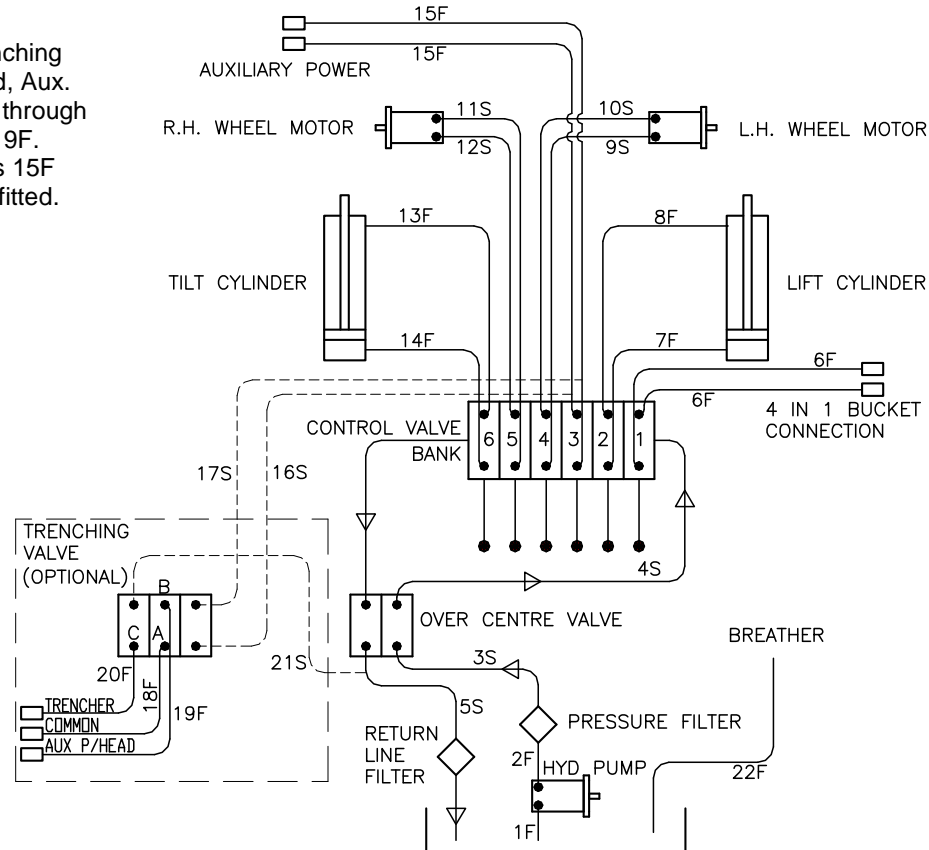 15F
15F
AUXILIARY POWER
d, Aux.
through
9F.
15F
fitted.
R.H. WHEEL MOTOR
11S
12S
10S
9S
L.H. WHEEL MOTOR
13F
8F
TILT CYLINDER
LIFT CYLINDER
14F
7F
6F
6F
4 IN 1 BUCKET
CONNECTION
CONTROL VALVE
BANK
6 5 4 3 2 1
17S
16S
TRENCHING
VALVE
(OPTIONAL)
B
C A
4S
OVER CENTRE VALVE
BREATHER
20F
18F
19F
21S
3S
TRENCHER
COMMON
AUX P/HEAD
5S
PRESSURE FILTER
RETURN
LINE
FILTER
2F
HYD PUMP
22F
1F